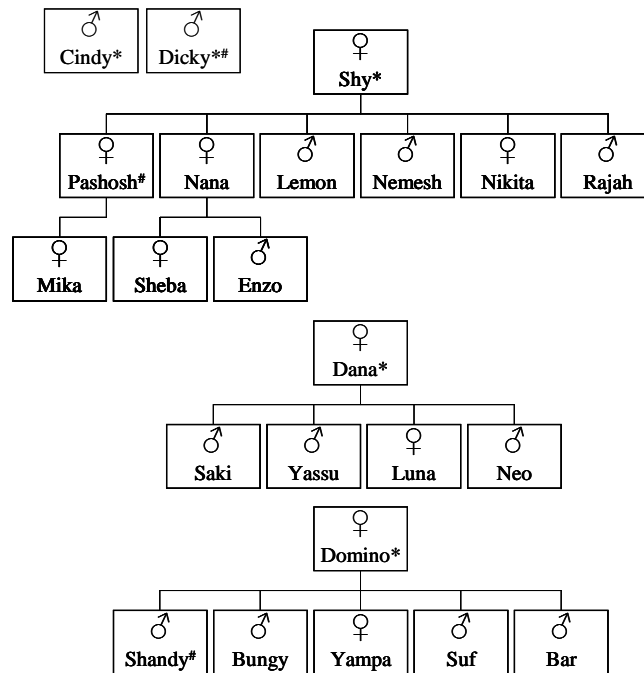 Cindy* Dicky*#
Shy*
Pashosh# Nana Lemon Nemesh Nikita Rajah
Mika Sheba Enzo
Dana*
Saki Yassu Luna Neo
Domino*
Shandy# Bungy Yampa Suf Bar